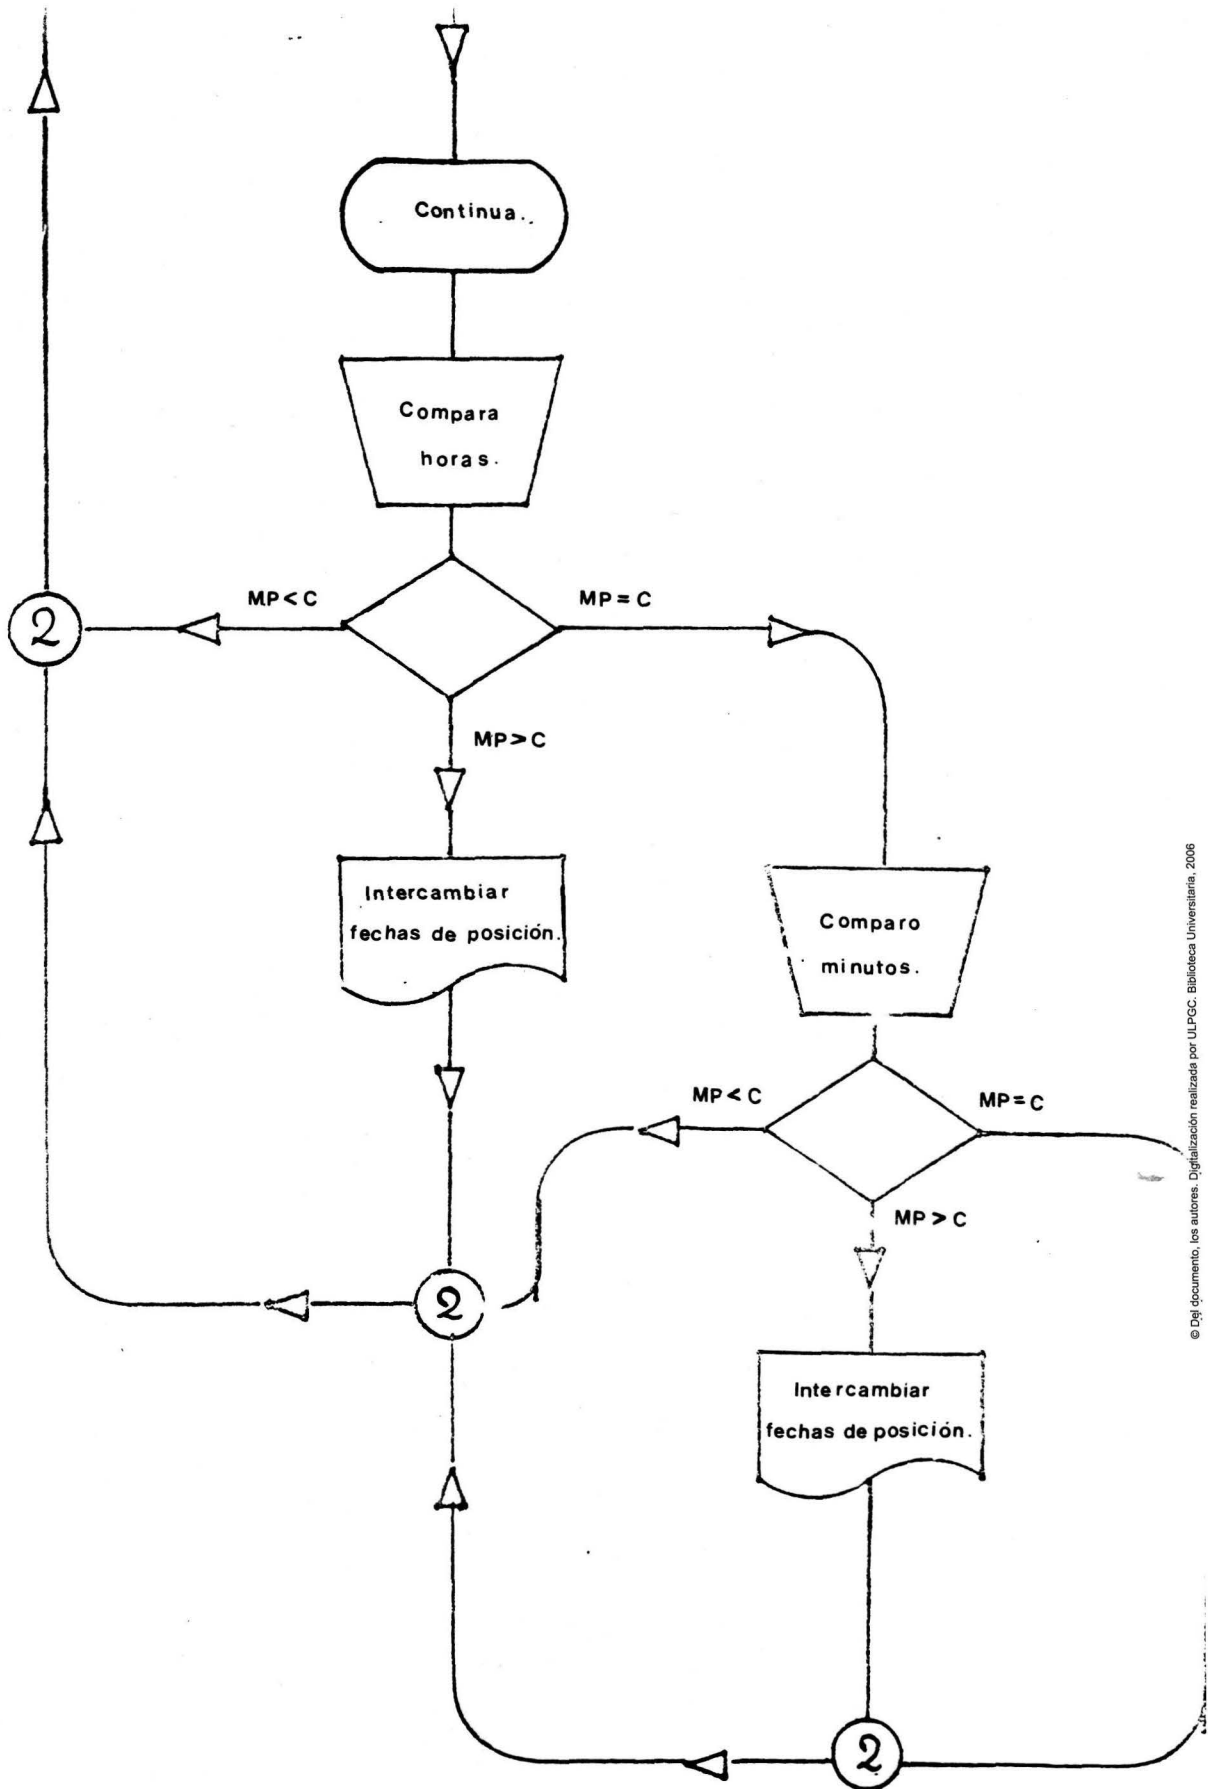 Continua.
Compara
horas.
MP<C
MP=C
2
MP>C
Intercambiar
fechas de posición.
Comparo
minutos.
MP<C
MP=C
MP>C
2
Intercambiar
fechas de posición.
2
© Del documento, los autores. Digitalización realizada por ULPGC. Biblioteca Universitaria, 2006